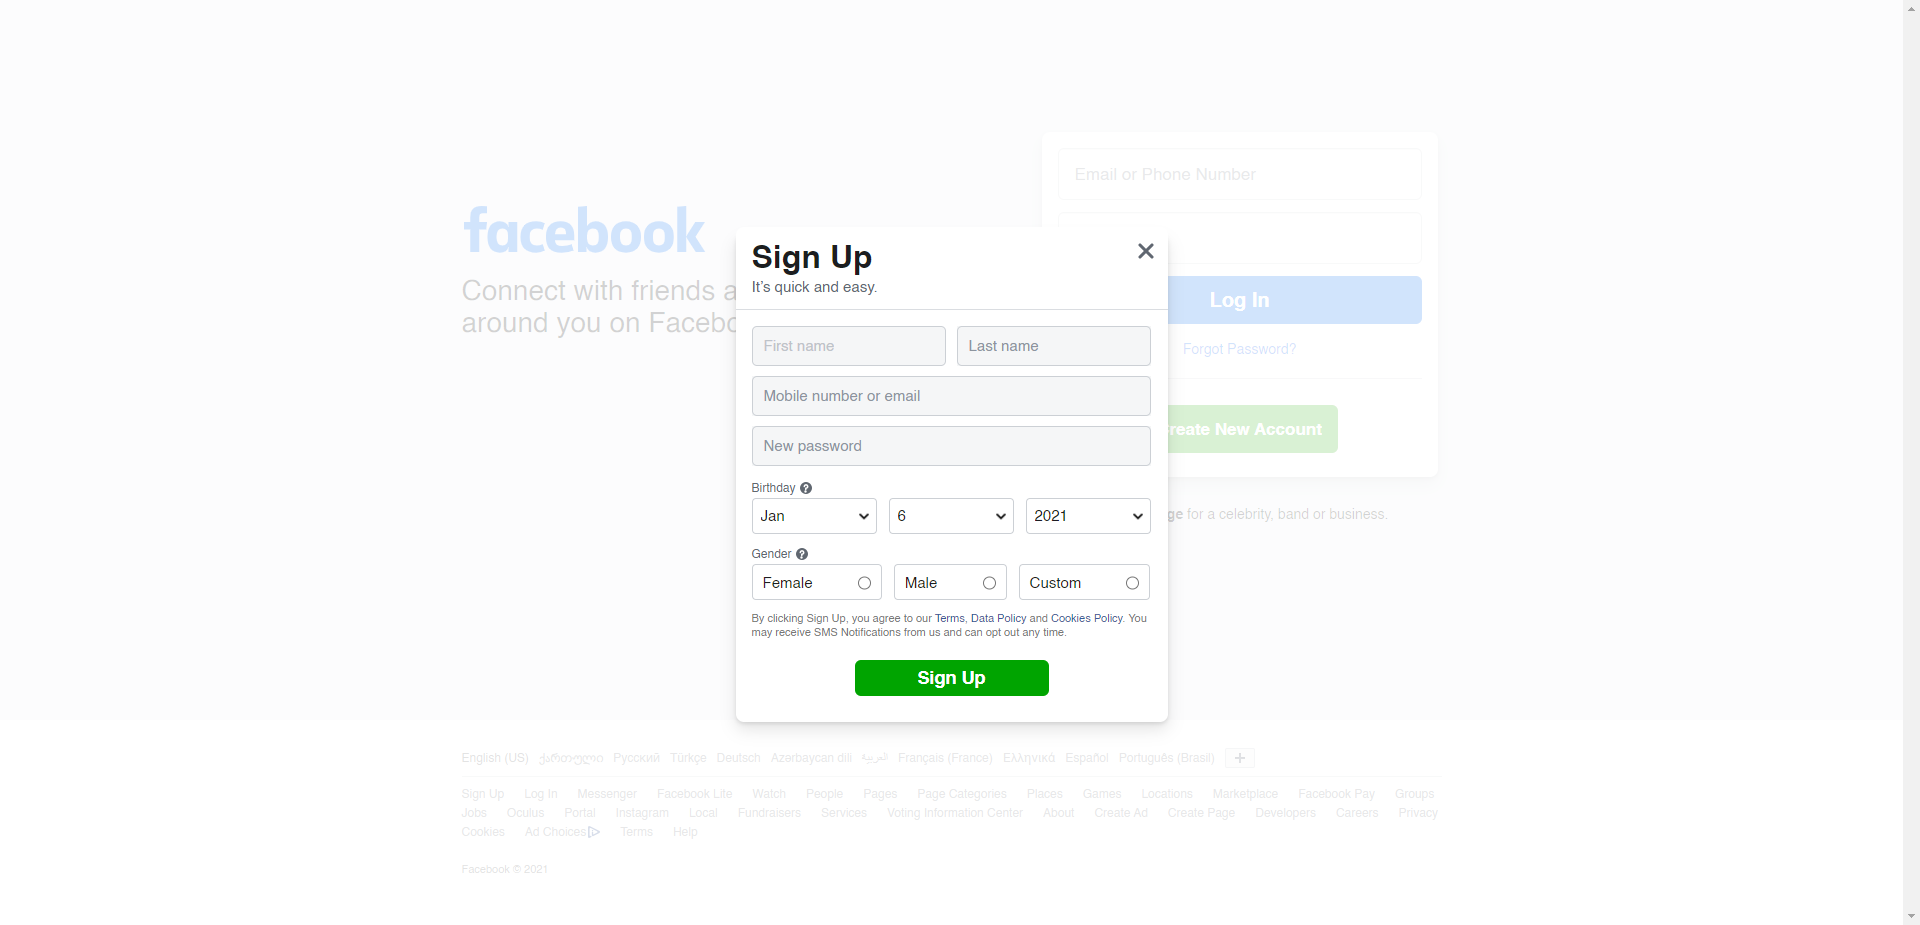 facebook
Connect with friends a
around you on Facebo
Email or Phone Number
Log In
Forgot Password?
reate New Account
ge for a celebrity, band or business.
Sign Up
It's quick and easy.
First name Last name
Mobile number or email
New password
Birthday
Jan 6 2021
Gender
Female Male Custom
By clicking Sign Up, you agree to our Terms, Data Policy and Cookies Policy. You
may receive SMS Notifications from us and can opt out any time.
Sign Up
English (US) ქართული Русский Türkçe Deutsch Azərbaycan dili العربية Français (France) Ελληνικά Español Português (Brasil)
Sign Up Log In Messenger Facebook Lite Watch People Pages Page Categories Places Games Locations Marketplace Facebook Pay Groups
Jobs Oculus Portal Instagram Local Fundraisers Services Voting Information Center About Create Ad Create Page Developers Careers Privacy
Cookies Ad Choices Terms Help
Facebook © 2021